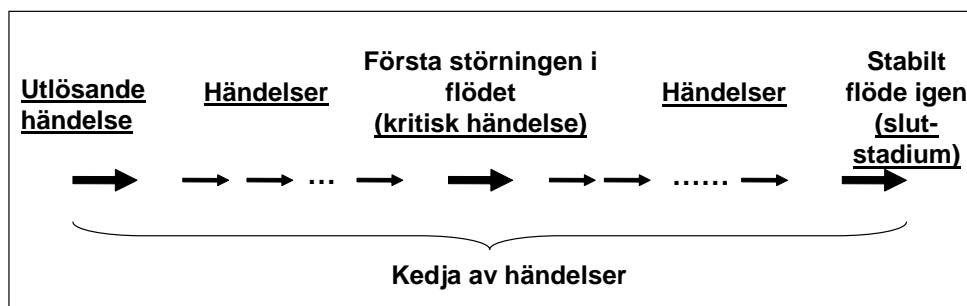 Utlösande
händelse
Händelser
Första störningen i
flödet
(kritisk händelse)
Händelser
Stabilt
flöde igen
(slut-
stadium)
...
......
Kedja av händelser